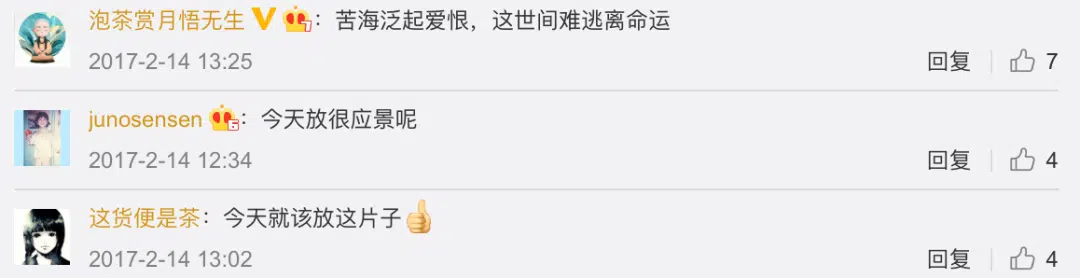 泡茶赏月悟无生：苦海泛起爱恨，这世间难逃离命运
2017-2-14 13:25 回复 7
junosensen：今天放很应景呢
2017-2-14 12:34 回复 4
这货便是茶：今天就该放这片子👍
2017-2-14 13:02 回复 4